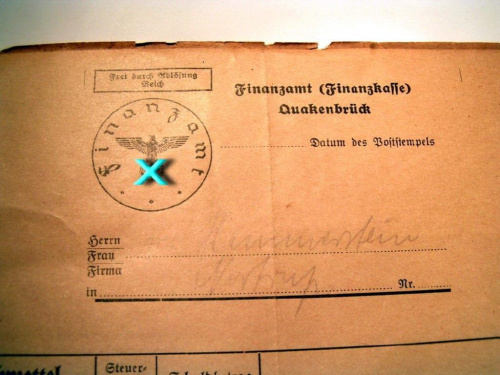 Frei durch Ablösung
Reich
Finanzamt
Finanzamt (Finanzkasse)
Quakenbrück
Datum des Poststempels
Herrn
Frau
Firma
in Nr.
Steuer-